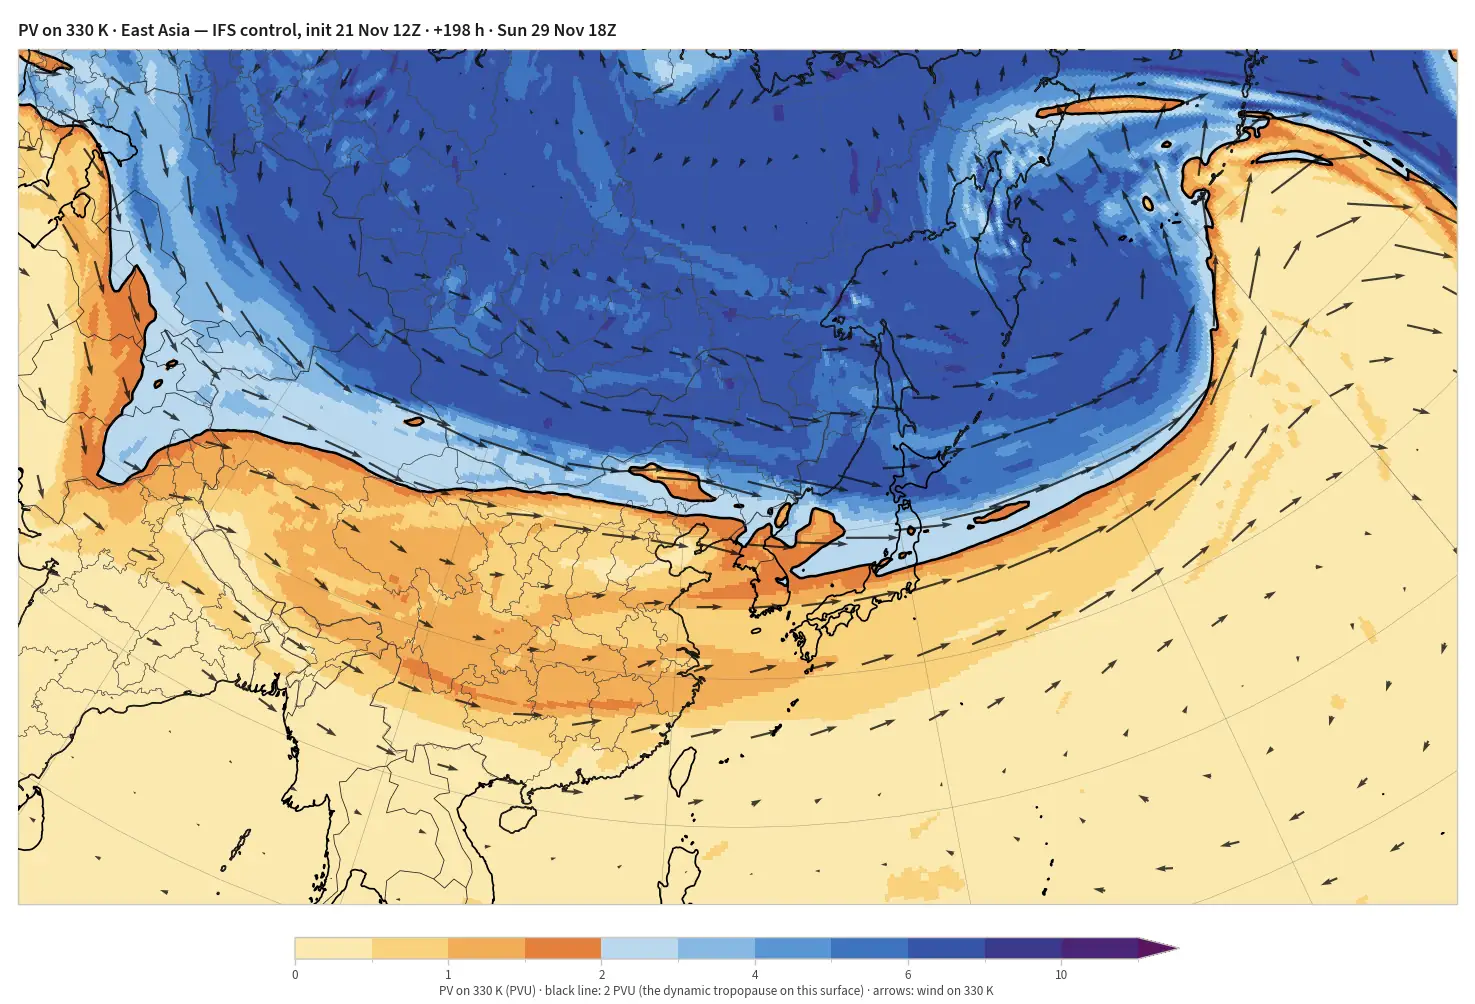 PV on 330 K · East Asia — IFS control, init 21 Nov 12Z · +198 h · Sun 29 Nov 18Z
0 1 2 4 6 10
PV on 330 K (PVU) · black line: 2 PVU (the dynamic tropopause on this surface) · arrows: wind on 330 K